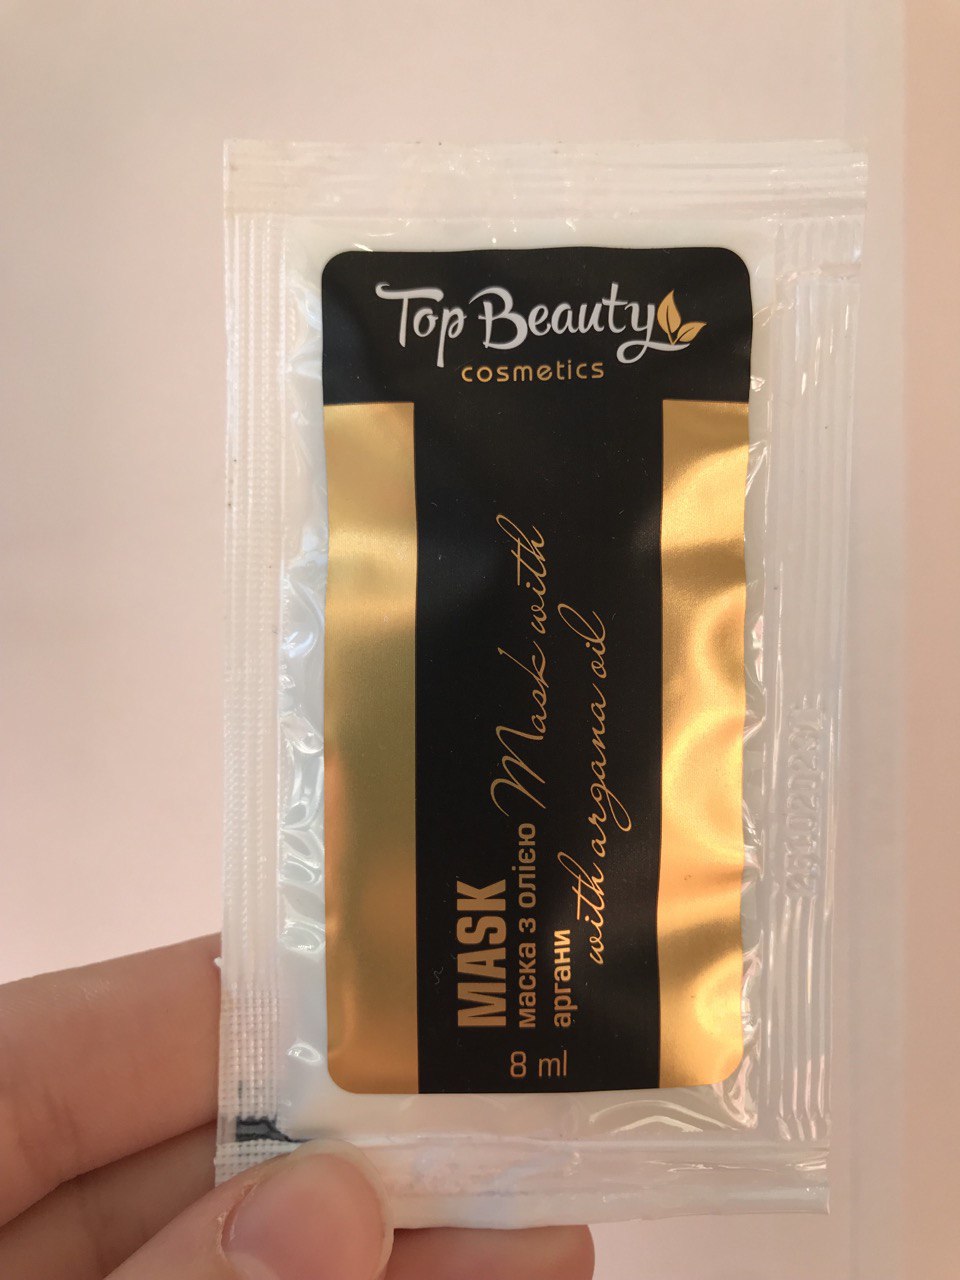 Top Beauty
cosmetics
MASK
маска з олією
аргани
Mask with
with argana oil
8
ml